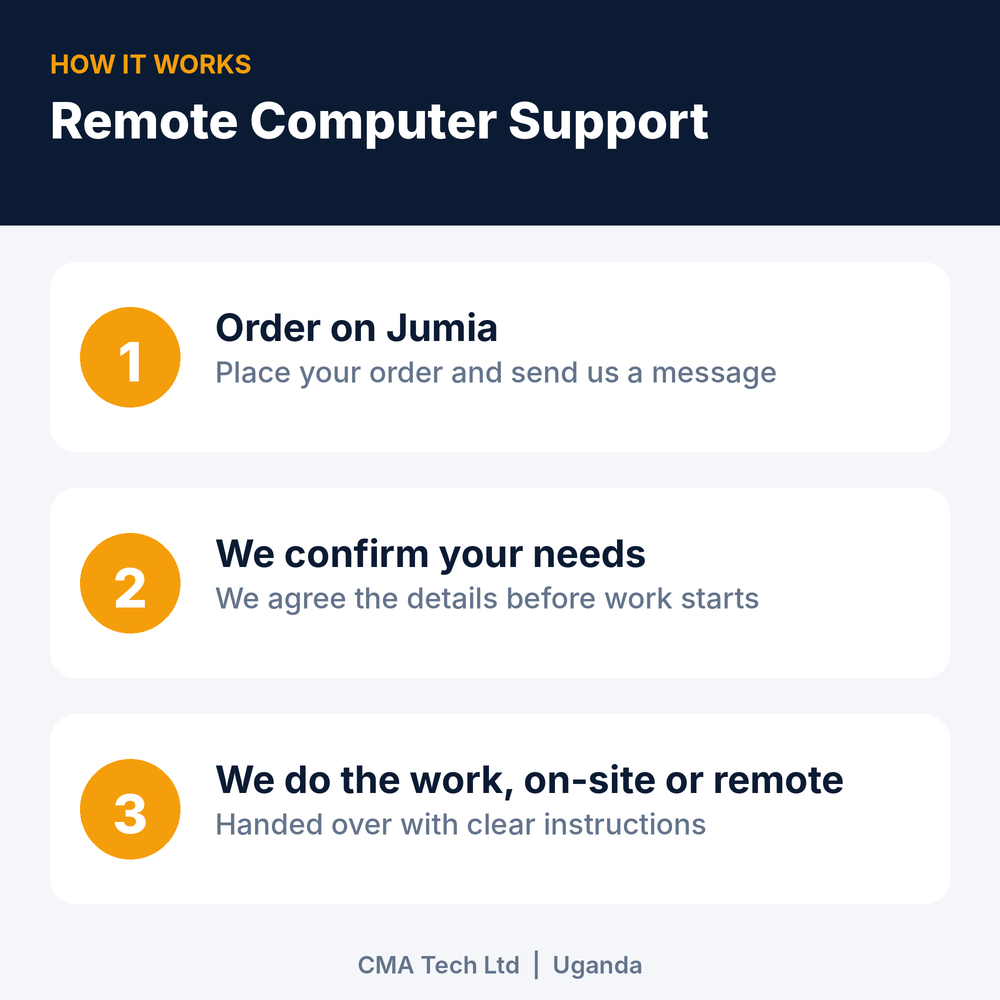 HOW IT WORKS
Remote Computer Support
1
Order on Jumia
Place your order and send us a message
2
We confirm your needs
We agree the details before work starts
3
We do the work, on-site or remote
Handed over with clear instructions
CMA Tech Ltd | Uganda